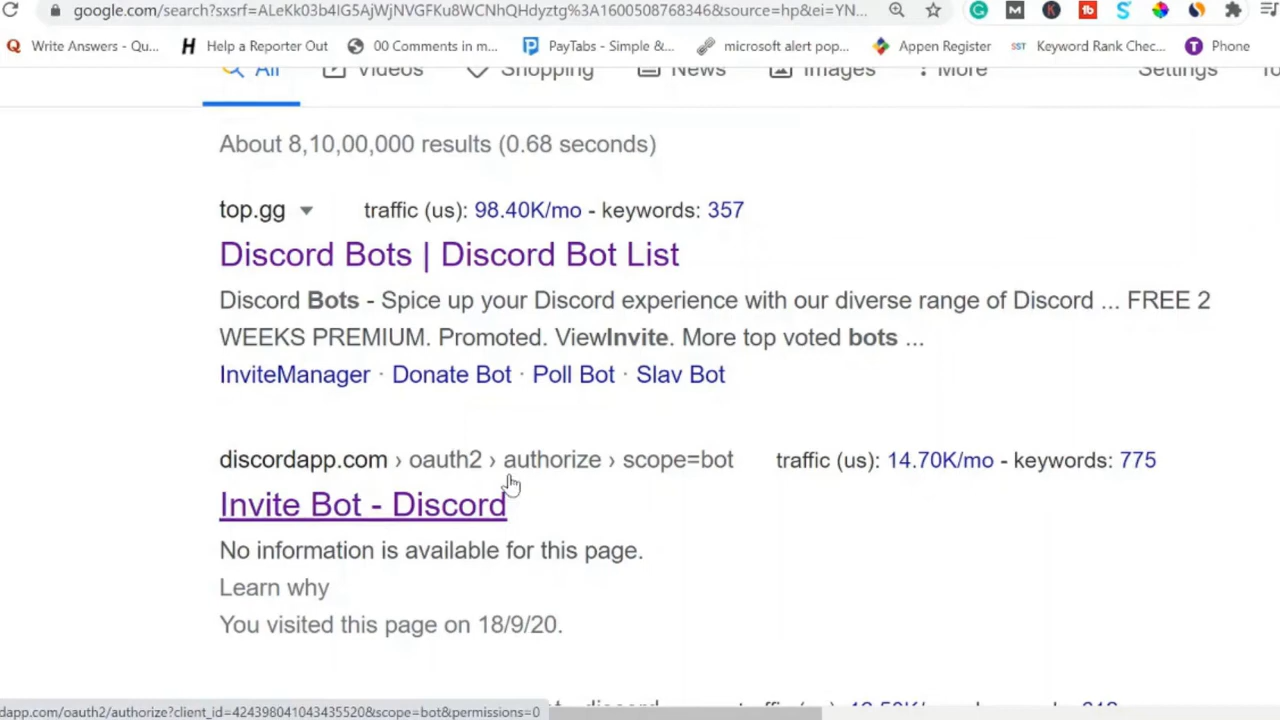 google.com/search?sxsrf=ALeKk03b4IG5AjWjNVGFKu8WCNhQHDyztg%3A1600508768346&source=hp&ei=YN...
Write Answers - Qu... Help a Reporter Out 00 Comments in m... PayTabs - Simple &... microsoft alert pop... Appen Register SST Keyword Rank Chec... Phone
All Videos Shopping News Images More Settings
About 8,10,00,000 results (0.68 seconds)
top.gg traffic (us): 98.40K/mo - keywords: 357
Discord Bots | Discord Bot List
Discord Bots - Spice up your Discord experience with our diverse range of Discord ... FREE 2
WEEKS PREMIUM. Promoted. ViewInvite. More top voted bots ...
InviteManager · Donate Bot · Poll Bot · Slav Bot
discordapp.com › oauth2 › authorize › scope=bot traffic (us): 14.70K/mo - keywords: 775
Invite Bot - Discord
No information is available for this page.
Learn why
You visited this page on 18/9/20.
dapp.com/oauth2/authorize?client_id=424398041043435520&scope=bot&permissions=0